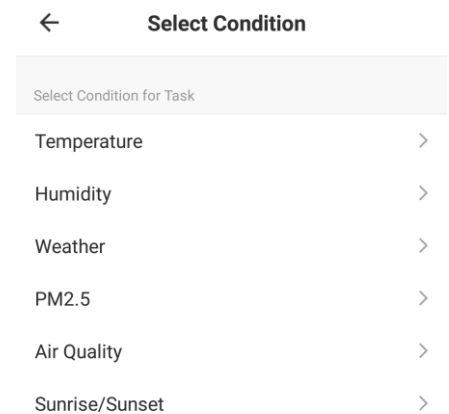 Select Condition
Select Condition for Task
Temperature
Humidity
Weather
PM2.5
Air Quality
Sunrise/Sunset